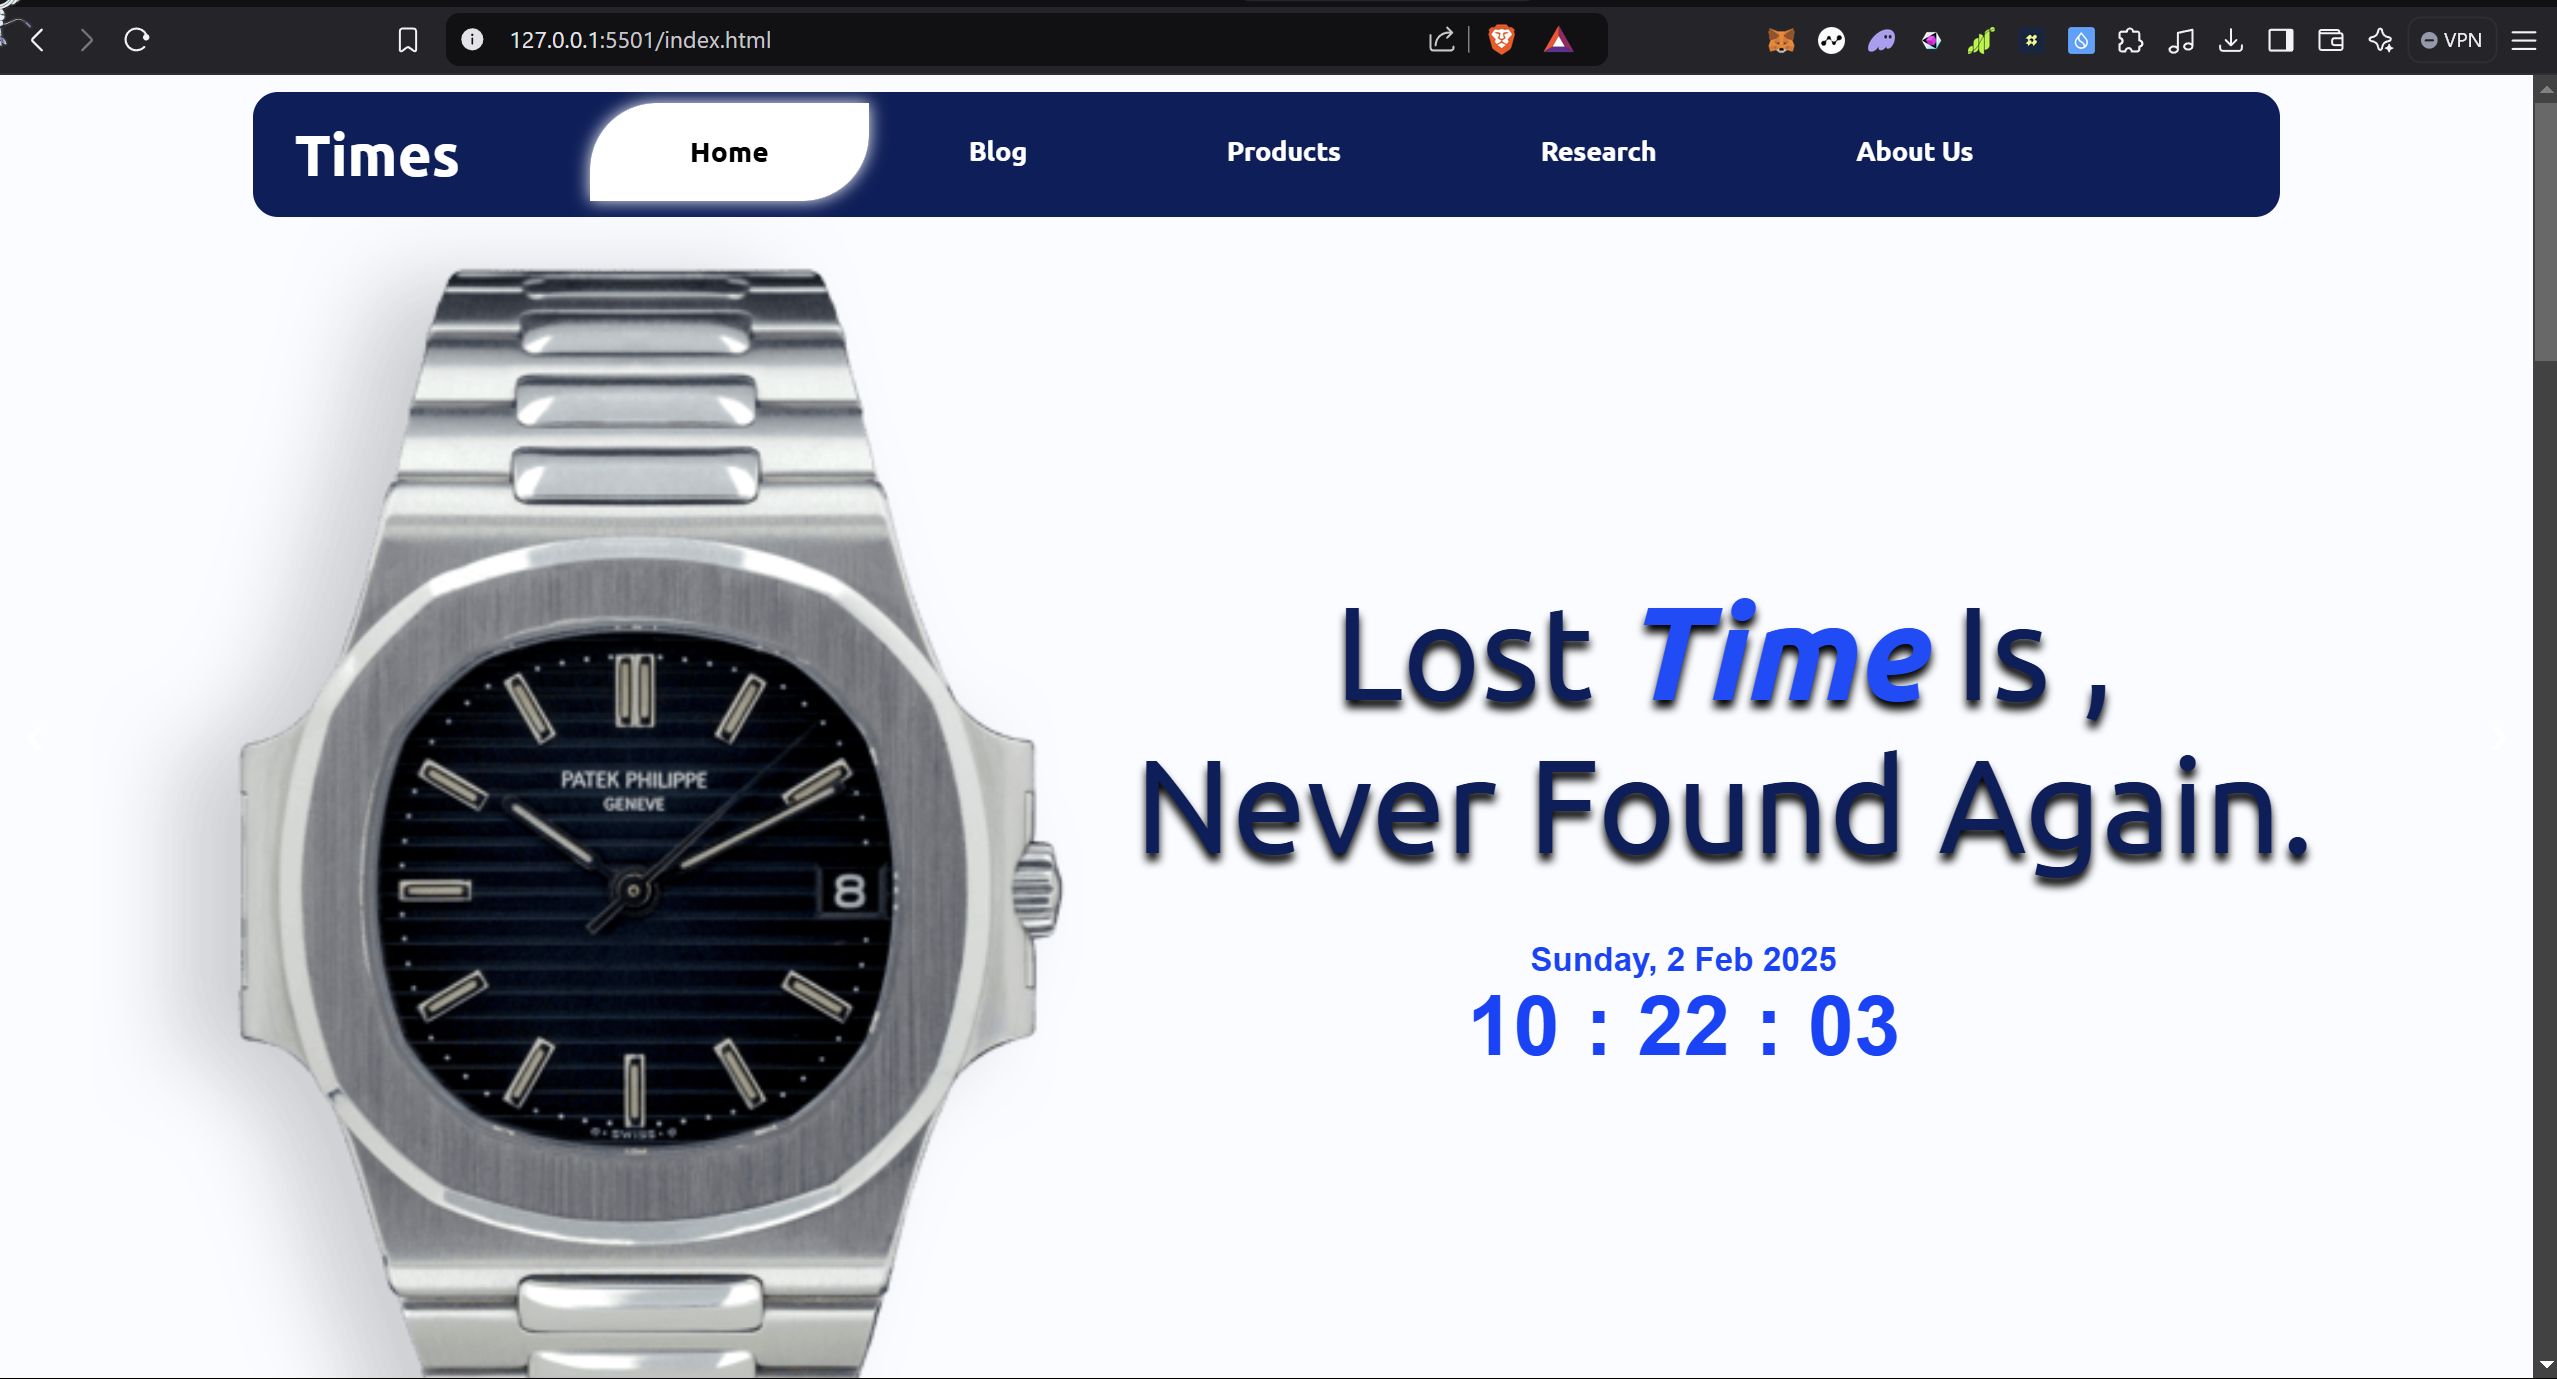 127.0.0.1:5501/index.html
VPN
Times
Home
Blog
Products
Research
About Us
PATEK PHILIPPE
GENEVE
8
SWISS
Lost Time Is ,
Never Found Again.
Sunday, 2 Feb 2025
10 : 22 : 03